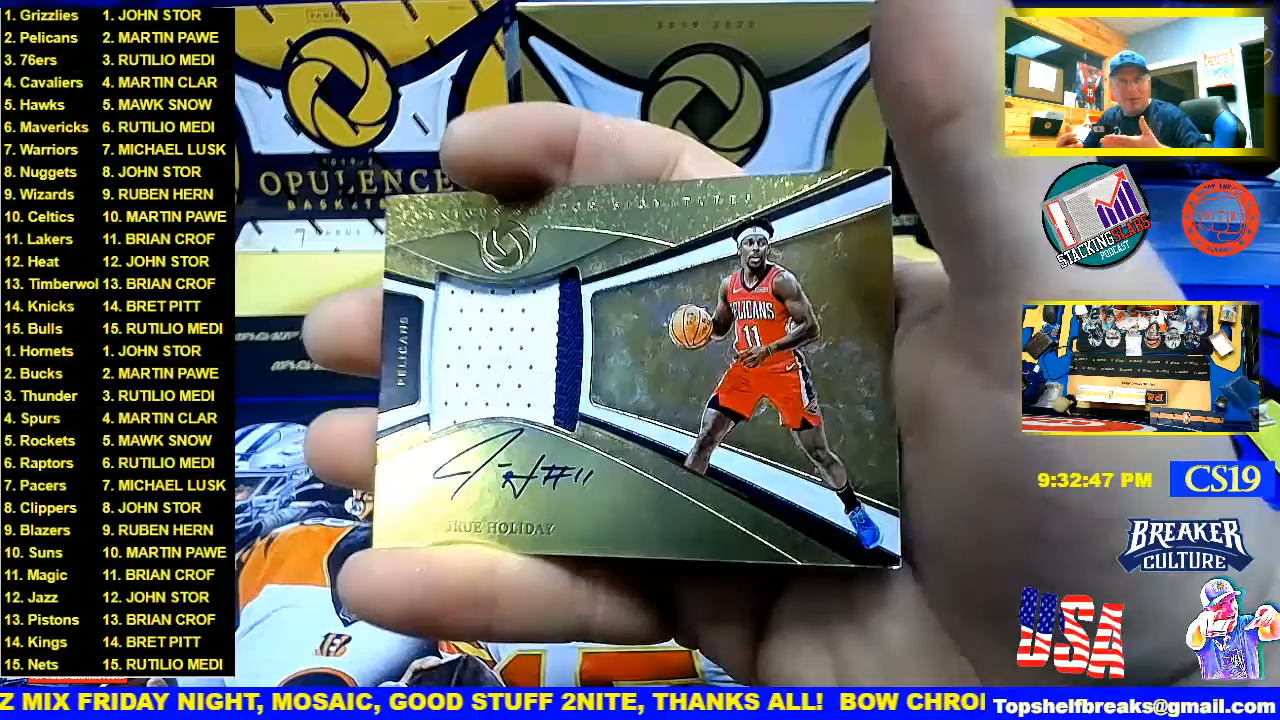 1. Grizzlies 1. JOHN STOR
2. Pelicans 2. MARTIN PAWE
3. 76ers 3. RUTILIO MEDI
4. Cavaliers 4. MARTIN CLAR
5. Hawks 5. MAWK SNOW
6. Mavericks 6. RUTILIO MEDI
7. Warriors 7. MICHAEL LUSK
8. Nuggets 8. JOHN STOR
9. Wizards 9. RUBEN HERN
10. Celtics 10. MARTIN PAWE
11. Lakers 11. BRIAN CROF
12. Heat 12. JOHN STOR
13. Timberwol 13. BRIAN CROF
14. Knicks 14. BRET PITT
15. Bulls 15. RUTILIO MEDI
1. Hornets 1. JOHN STOR
2. Bucks 2. MARTIN PAWE
3. Thunder 3. RUTILIO MEDI
4. Spurs 4. MARTIN CLAR
5. Rockets 5. MAWK SNOW
6. Raptors 6. RUTILIO MEDI
7. Pacers 7. MICHAEL LUSK
8. Clippers 8. JOHN STOR
9. Blazers 9. RUBEN HERN
10. Suns 10. MARTIN PAWE
11. Magic 11. BRIAN CROF
12. Jazz 12. JOHN STOR
13. Pistons 13. BRIAN CROF
14. Kings 14. BRET PITT
15. Nets 15. RUTILIO MEDI
OPULENCE
PELICANS
PELICANS
11
#11
JRUE HOLIDAY
STACKING SLABS
PODCAST
9:32:47 PM CS19
BREAKER
CULTURE
USA
Z MIX FRIDAY NIGHT, MOSAIC, GOOD STUFF 2NITE, THANKS ALL! BOW CHROI
Topshelfbreaks@gmail.com